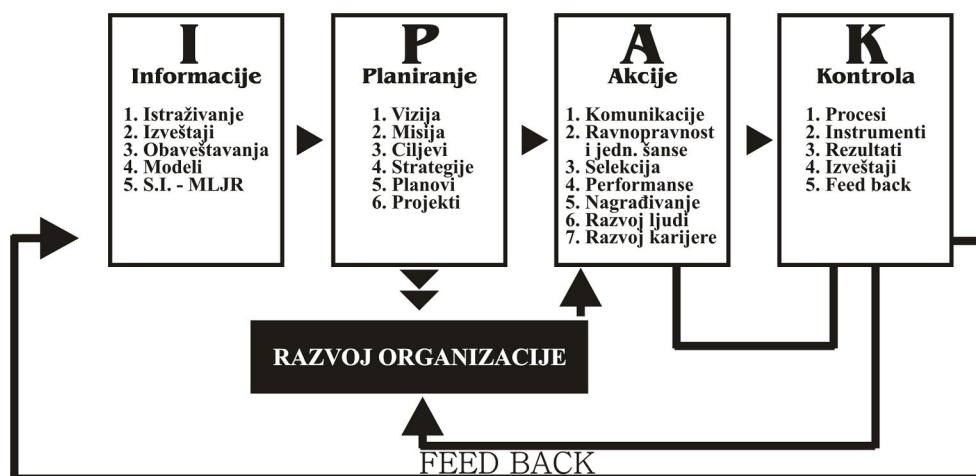 I
Informacije
1. Istraživanje
2. Izveštaji
3. Obaveštavanja
4. Modeli
5. S.I. - MLJR
P
Planiranje
1. Vizija
2. Misija
3. Ciljevi
4. Strategije
5. Planovi
6. Projekti
A
Akcije
1. Komunikacije
2. Ravnopravnost
i jedn. šanse
3. Selekcija
4. Performanse
5. Nagrađivanje
6. Razvoj ljudi
7. Razvoj karijere
K
Kontrola
1. Procesi
2. Instrumenti
3. Rezultati
4. Izveštaji
5. Feed back
RAZVOJ ORGANIZACIJE
FEED BACK